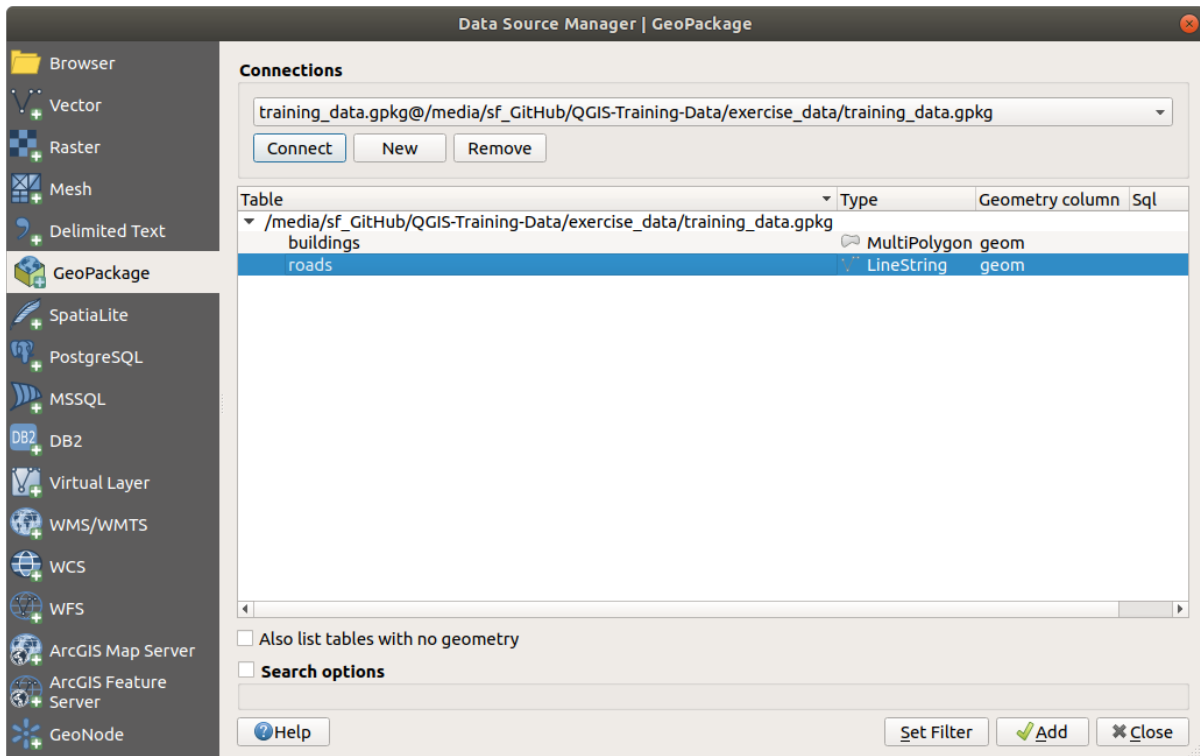 Data Source Manager | GeoPackage
Browser
Vector
Raster
Mesh
Delimited Text
GeoPackage
SpatiaLite
PostgreSQL
MSSQL
DB2
DB2
Virtual Layer
WMS/WMTS
WCS
WFS
ArcGIS Map Server
ArcGIS Feature
Server
GeoNode
Connections
training_data.gpkg@/media/sf_GitHub/QGIS-Training-Data/exercise_data/training_data.gpkg
Connect New Remove
Table Type Geometry column Sql
/media/sf_GitHub/QGIS-Training-Data/exercise_data/training_data.gpkg
buildings MultiPolygon geom
roads LineString geom
Also list tables with no geometry
Search options
Help Set Filter Add Close